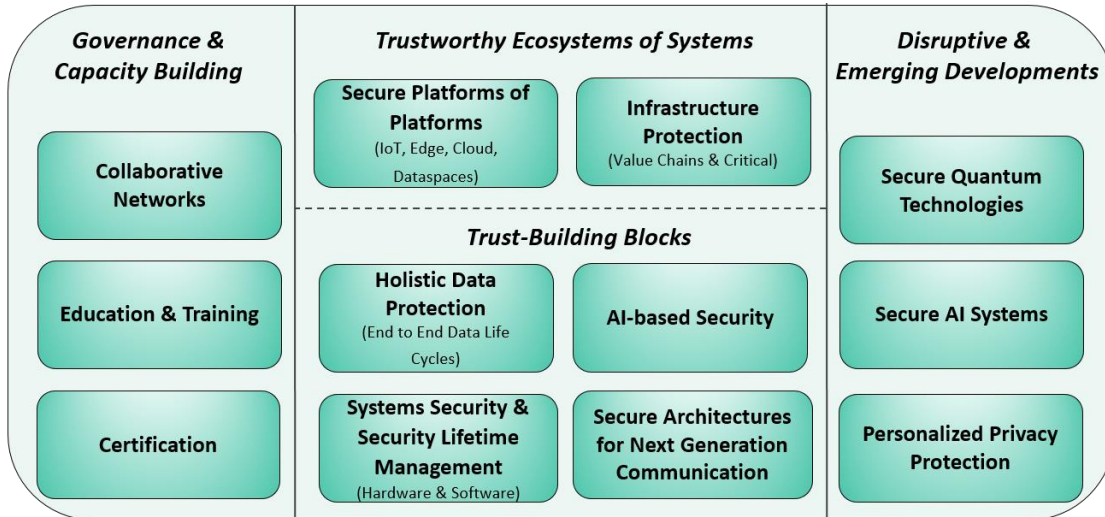 Governance &
Capacity Building
Collaborative
Networks
Education & Training
Certification
Trustworthy Ecosystems of Systems
Secure Platforms of
Platforms
(IoT, Edge, Cloud,
Dataspaces)
Infrastructure
Protection
(Value Chains & Critical)
Trust-Building Blocks
Holistic Data
Protection
(End to End Data Life
Cycles)
AI-based Security
Systems Security &
Security Lifetime
Management
(Hardware & Software)
Secure Architectures
for Next Generation
Communication
Disruptive &
Emerging Developments
Secure Quantum
Technologies
Secure AI Systems
Personalized Privacy
Protection